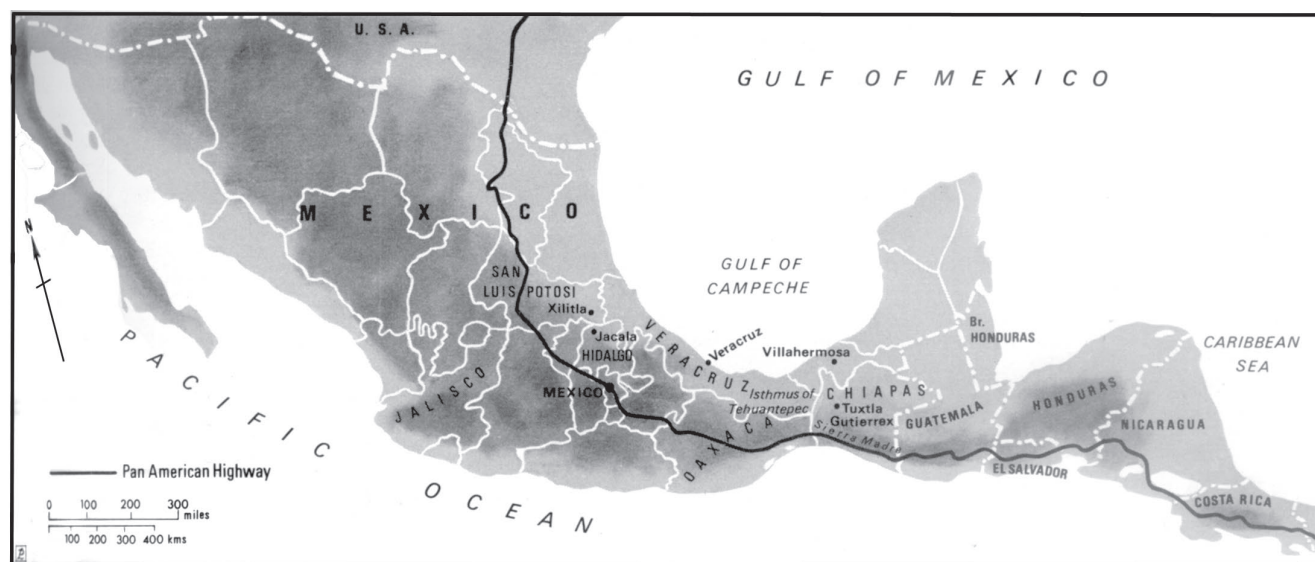 U. S. A.
GULF OF MEXICO
MEXICO
N
SAN
LUIS POTOSI
Xilitla
GULF OF
CAMPECHE
Jacala
HIDALGO
VERACRUZ
Veracruz
Villahermosa
Br.
HONDURAS
CARIBBEAN
SEA
PACIFIC
OCEAN
JALISCO
MEXICO
Isthmus of
Tehuantepec
CHIAPAS
Tuxtla
Gutierrex
OAXACA
Sierra Madre
GUATEMALA
HONDURAS
NICARAGUA
EL SALVADOR
COSTA RICA
Pan American Highway
0 100 200 300
miles
100 200 300 400 kms